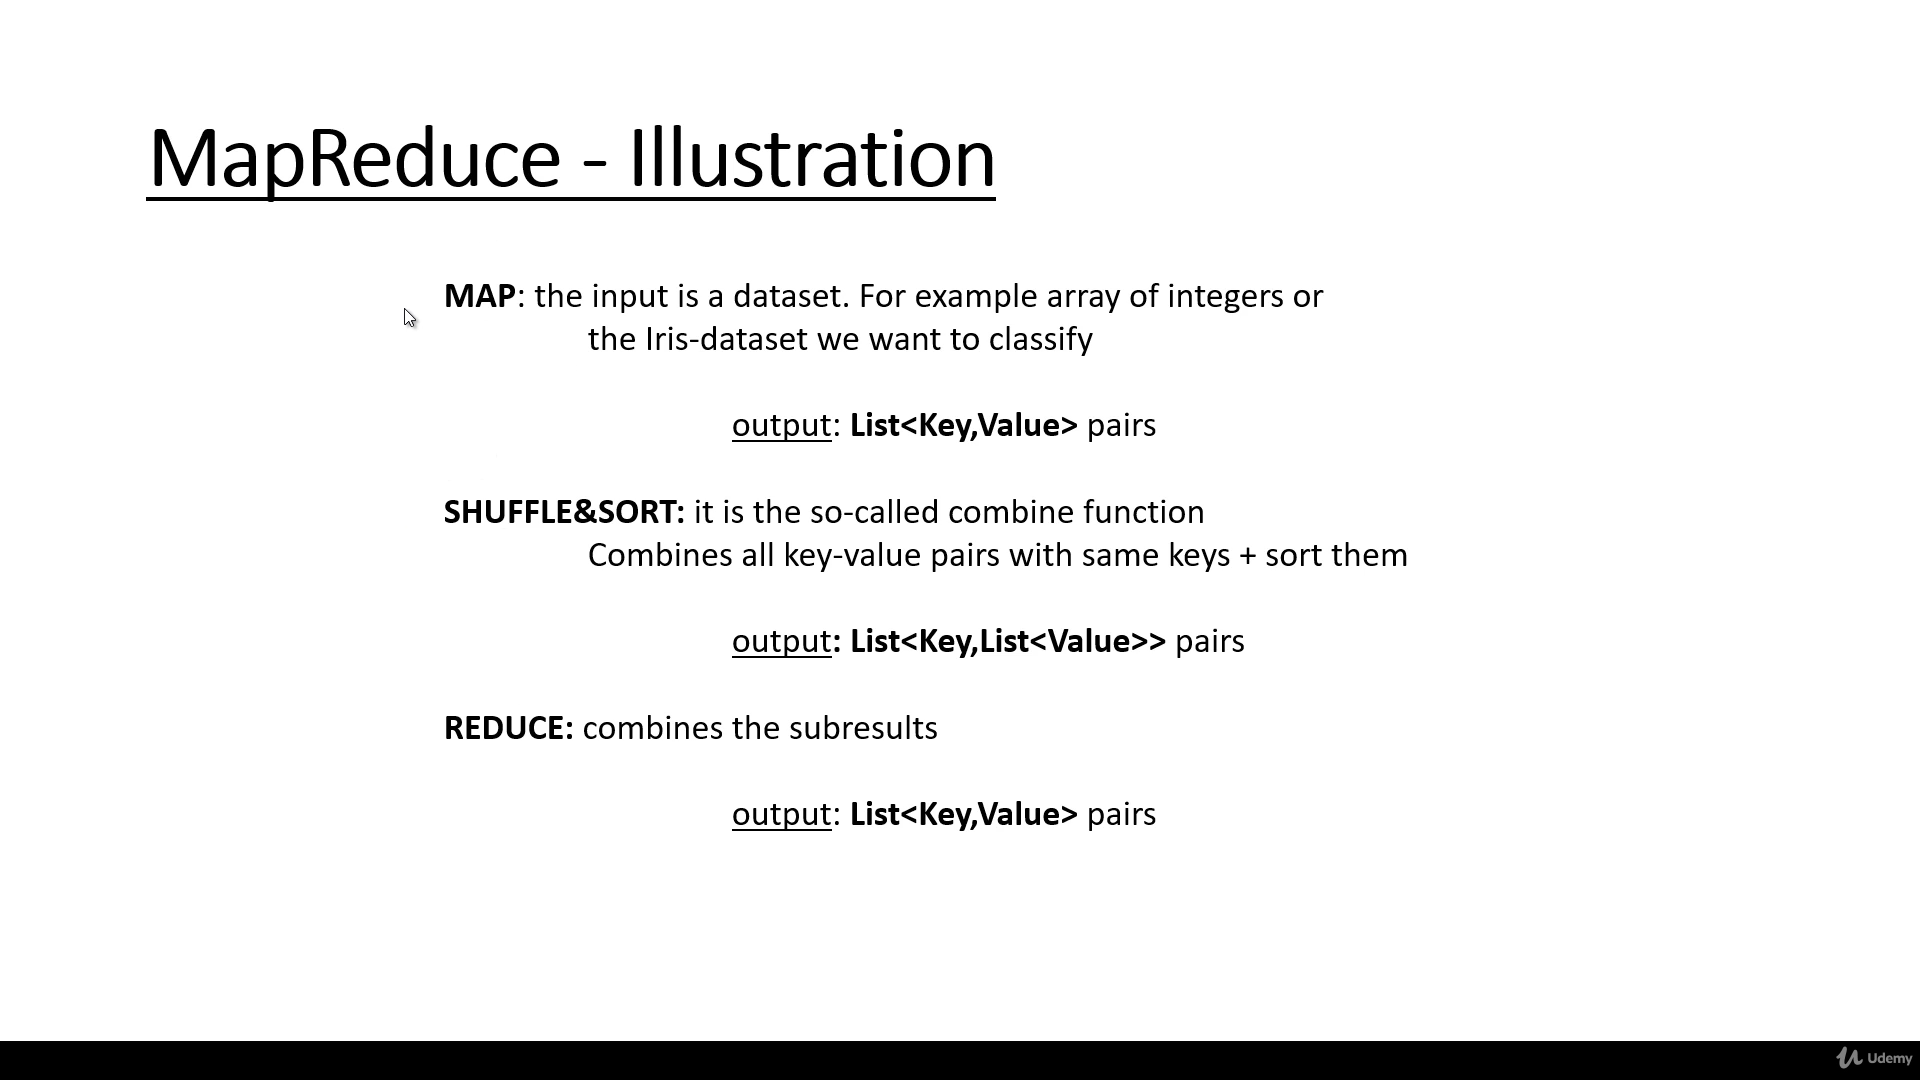 MapReduce - Illustration
MAP: the input is a dataset. For example array of integers or
the Iris-dataset we want to classify
output: List<Key,Value> pairs
SHUFFLE&SORT: it is the so-called combine function
Combines all key-value pairs with same keys + sort them
output: List<Key,List<Value>> pairs
REDUCE: combines the subresults
output: List<Key,Value> pairs
Udemy